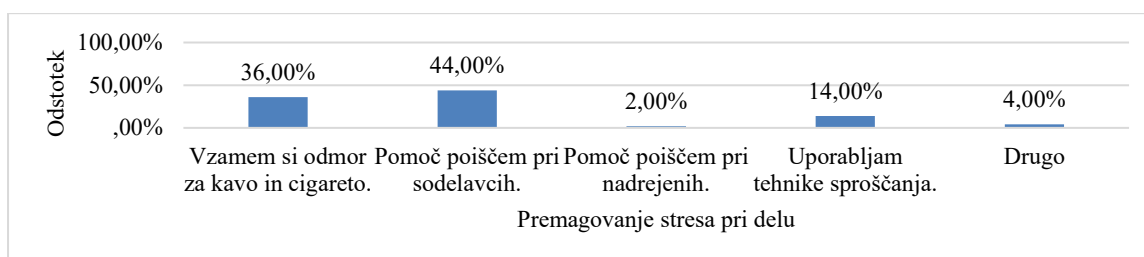 100,00%
50,00%
,00%
Odstotek
36,00%
44,00%
2,00%
14,00%
4,00%
Vzamem si odmor
za kavo in cigareto.
Pomoč poiščem pri
sodelavcih.
Pomoč poiščem pri
nadrejenih.
Uporabljam
tehnike sproščanja.
Drugo
Premagovanje stresa pri delu